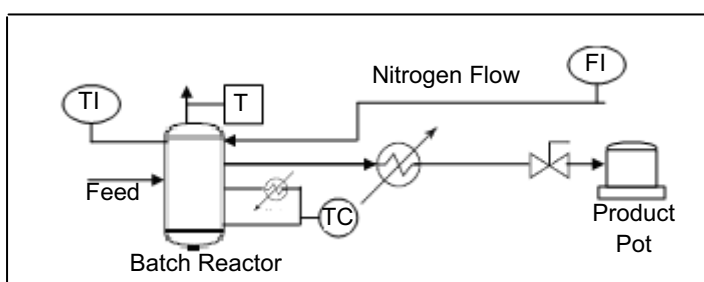 FI
Nitrogen Flow
TI
T
Feed
TC
Product
Pot
Batch Reactor